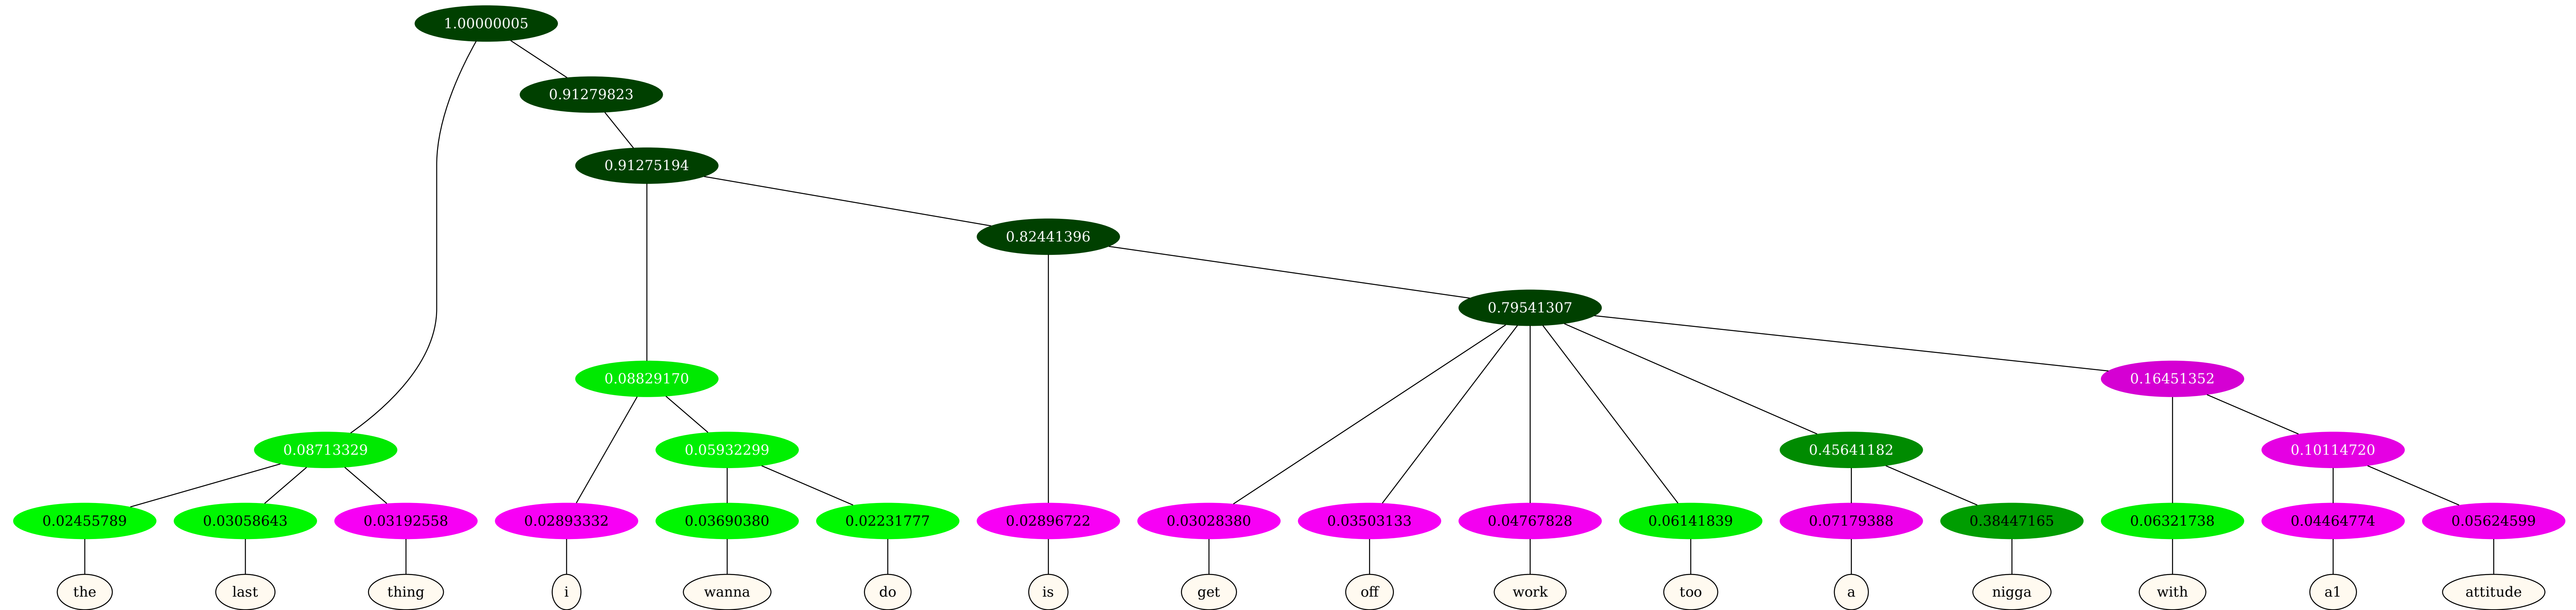 1.00000005
0.91279823
0.91275194
0.82441396
0.79541307
0.08829170 0.16451352
0.08713329 0.05932299 0.45641182 0.10114720
0.02455789 0.03058643 0.03192558 0.02893332 0.03690380 0.02231777 0.02896722 0.03028380 0.03503133 0.04767828 0.06141839 0.07179388 0.38447165 0.06321738 0.04464774 0.05624599
the last thing i wanna do is get off work too a nigga with a1 attitude